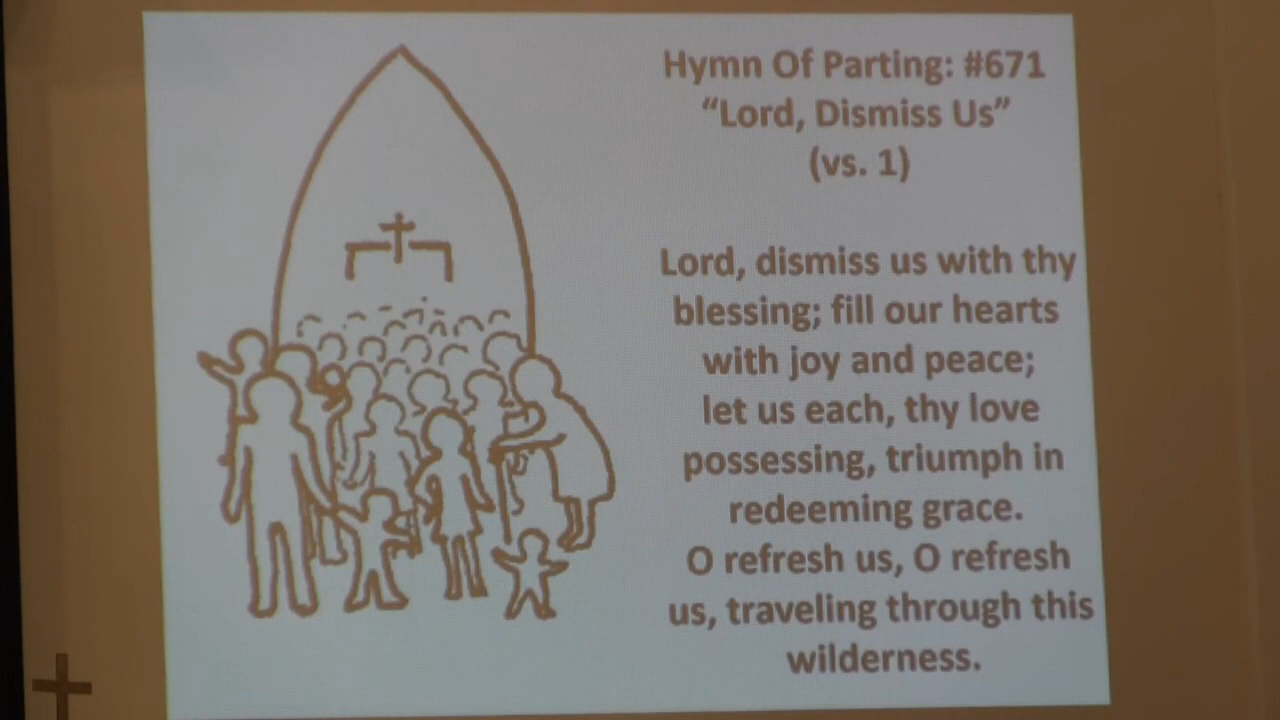 Hymn Of Parting: #671
“Lord, Dismiss Us”
(vs. 1)
Lord, dismiss us with thy
blessing; fill our hearts
with joy and peace;
let us each, thy love
possessing, triumph in
redeeming grace.
O refresh us, O refresh
us, traveling through this
wilderness.